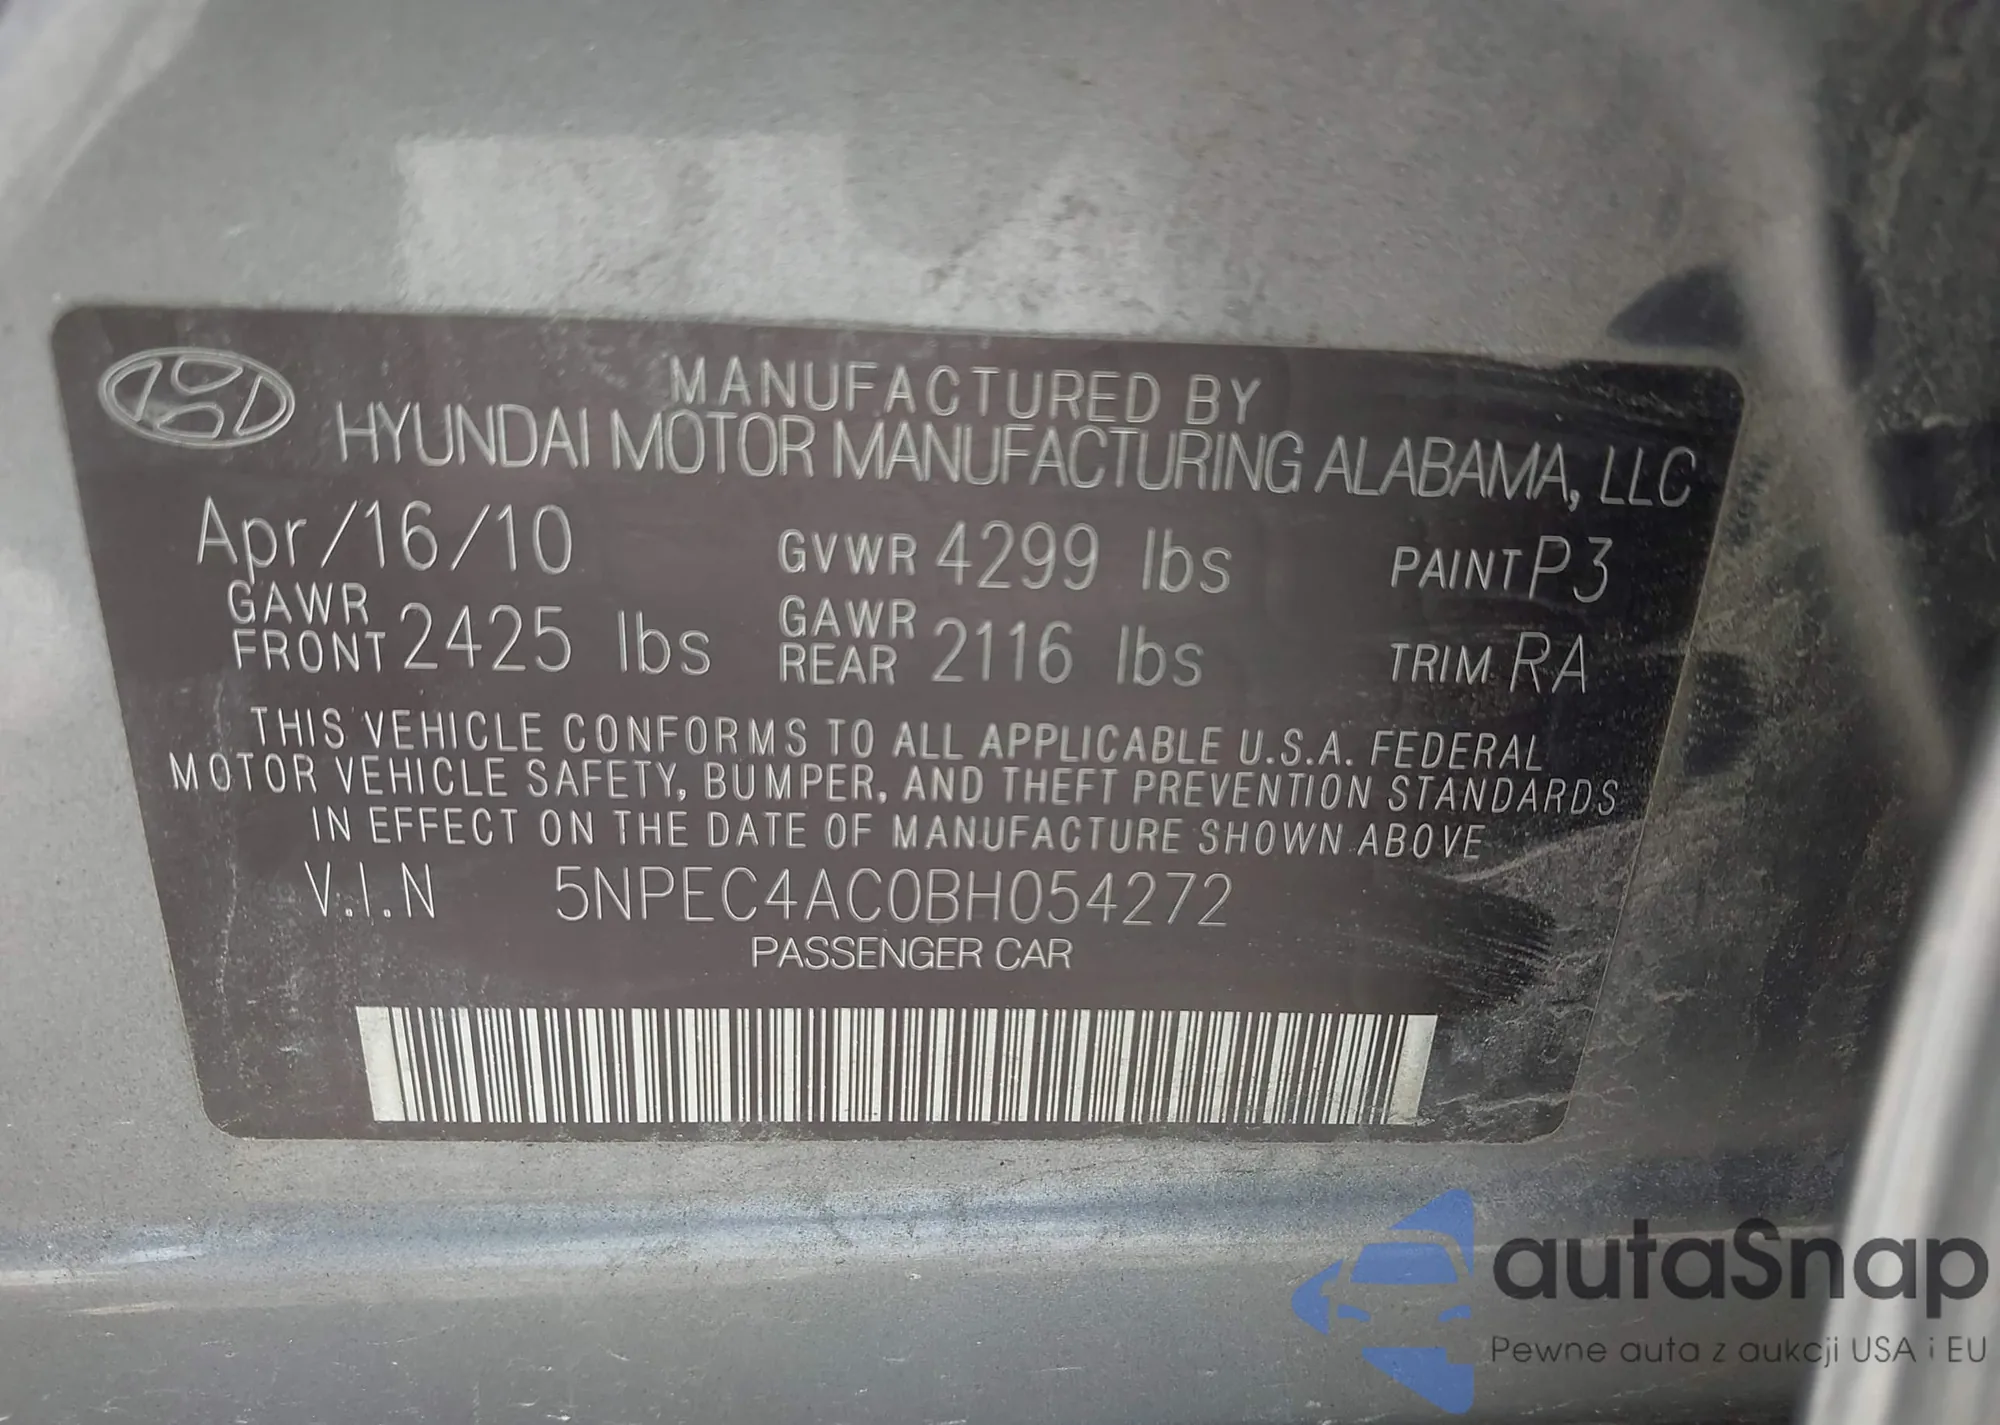 MANUFACTURED BY
HYUNDAI MOTOR MANUFACTURING ALABAMA, LLC
Apr/16/10 GVWR 4299 lbs PAINT P3
GAWR FRONT 2425 lbs GAWR REAR 2116 lbs TRIM RA
THIS VEHICLE CONFORMS TO ALL APPLICABLE U.S.A. FEDERAL
MOTOR VEHICLE SAFETY, BUMPER, AND THEFT PREVENTION STANDARDS
IN EFFECT ON THE DATE OF MANUFACTURE SHOWN ABOVE
V.I.N 5NPEC4AC0BH054272
PASSENGER CAR
autaSnap
Pewne auta z aukcji USA i EU